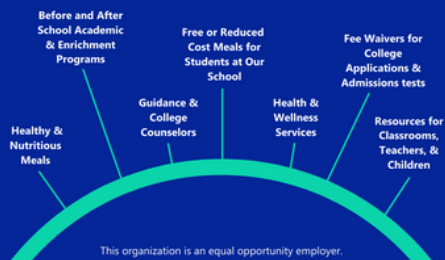 Before and After
School Academic
& Enrichment
Programs
Free or Reduced
Cost Meals for
Students at Our
School
Fee Waivers for
College
Applications &
Admissions tests
Guidance &
College
Counselors
Health &
Wellness
Services
Healthy &
Nutritious
Meals
Resources for
Classrooms,
Teachers, &
Children
This organization is an equal opportunity employer.